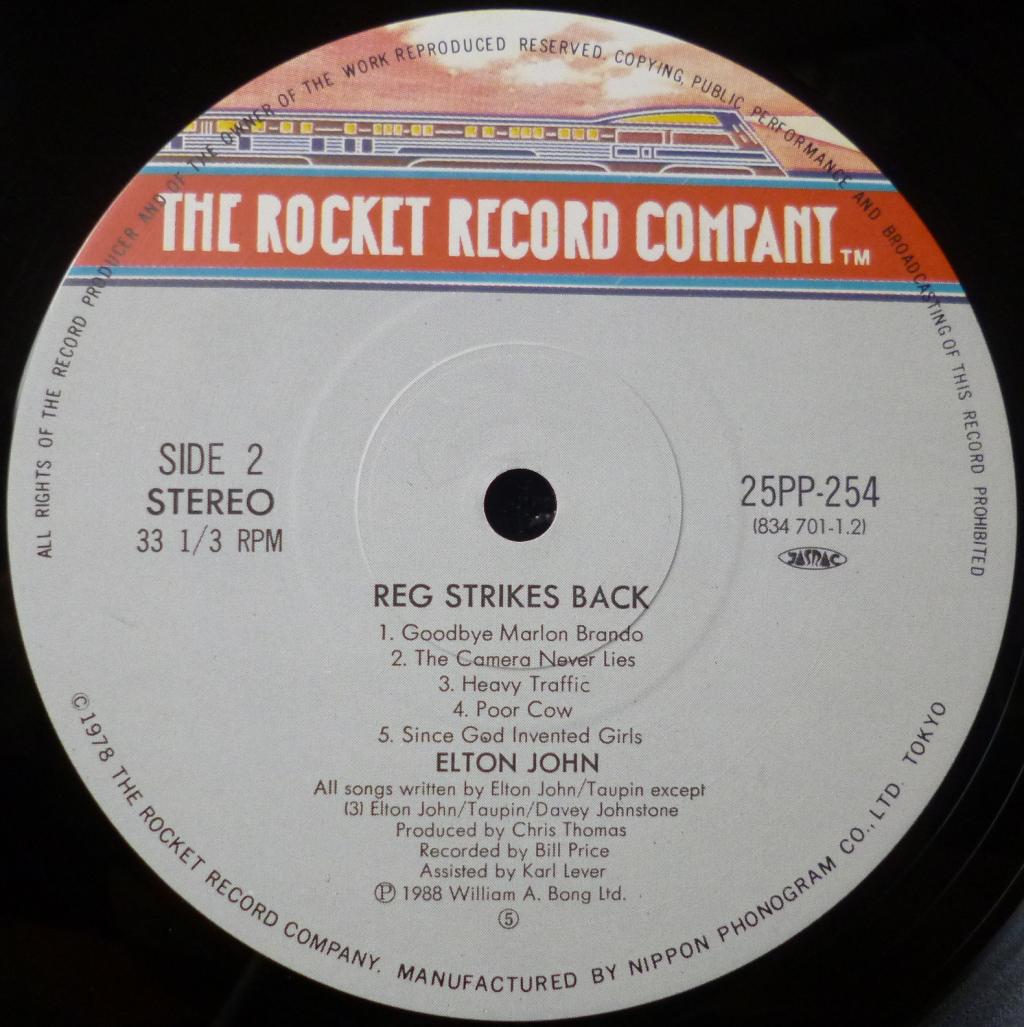 ALL RIGHTS OF THE RECORD PRODUCER AND OF THE OWNER OF THE WORK REPRODUCED RESERVED. COPYING, PUBLIC PERFORMANCE AND BROADCASTING OF THIS RECORD PROHIBITED
THE ROCKET RECORD COMPANY TM
SIDE 2
STEREO
33 1/3 RPM
25PP-254
(834 701-1.2)
JASRAC
REG STRIKES BACK
1. Goodbye Marlon Brando
2. The Camera Never Lies
3. Heavy Traffic
4. Poor Cow
5. Since God Invented Girls
ELTON JOHN
All songs written by Elton John/Taupin except
(3) Elton John/Taupin/Davey Johnstone
Produced by Chris Thomas
Recorded by Bill Price
Assisted by Karl Lever
℗ 1988 William A. Bong Ltd.
⑤
©1978 THE ROCKET RECORD COMPANY. MANUFACTURED BY NIPPON PHONOGRAM CO., LTD. TOKYO